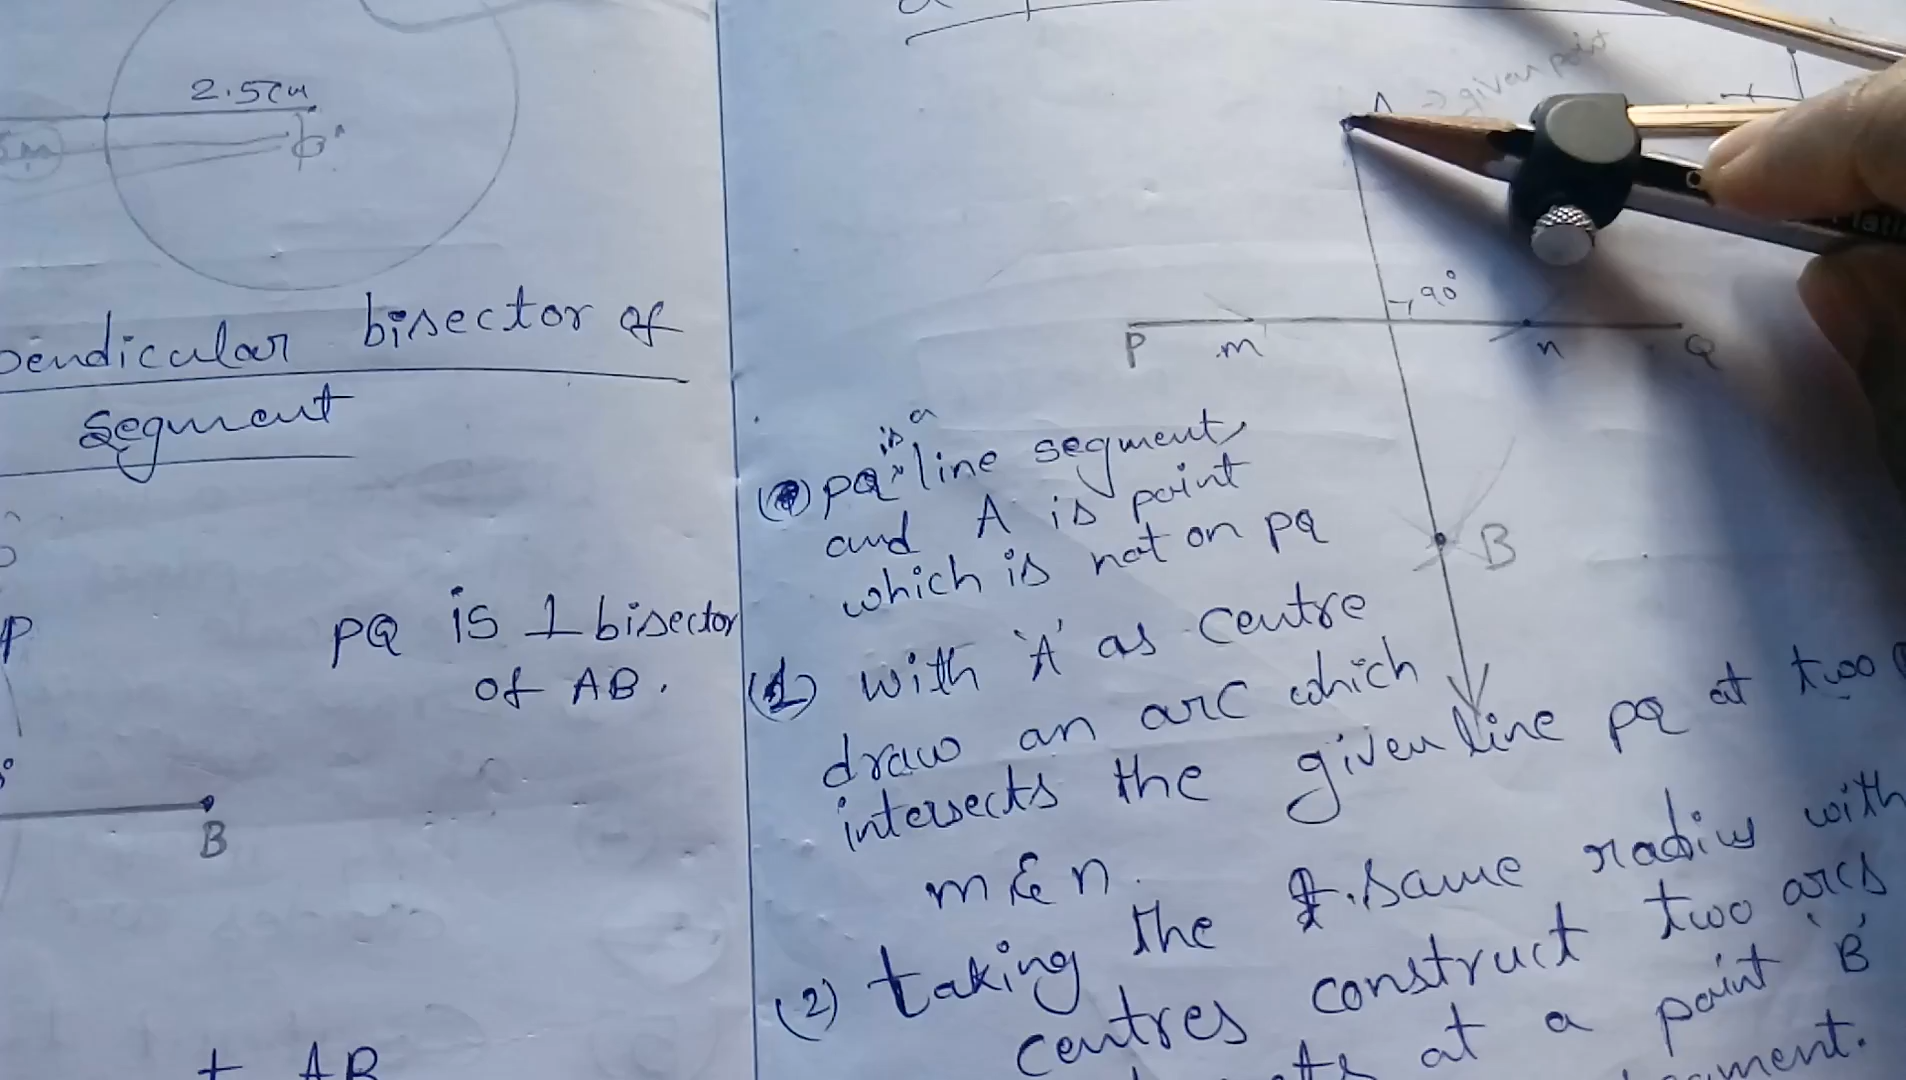 2.5cm
A
bisector of
segment
P
PQ is ⊥ bisector
of AB.
B
AB
A → given point
90°
P m n Q
B
is a
PQ line segment,
and A is point
which is not on PQ
(1) with 'A' as centre
draw an arc which
intersects the given line PQ at two
m & n.
(2) taking the same radius with
centres construct two arcs
at a point 'B'